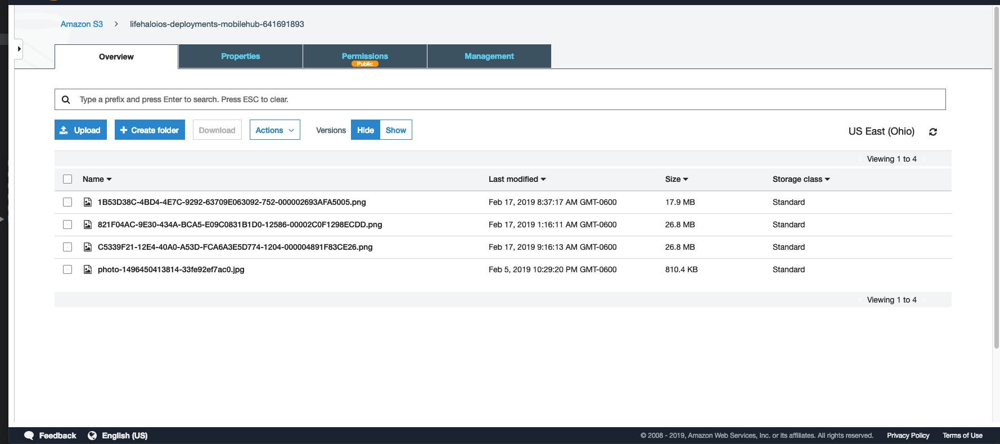 Amazon S3 > lifehaloios-deployments-mobilehub-641691893
Overview Properties Permissions Management
Public
Type a prefix and press Enter to search. Press ESC to clear.
Upload + Create folder Download Actions Versions Hide Show US East (Ohio)
Viewing 1 to 4
Name Last modified Size Storage class
1B53D38C-4BD4-4E7C-9292-63709E063092-752-000002693AFA5005.png Feb 17, 2019 8:37:17 AM GMT-0600 17.9 MB Standard
821F04AC-9E30-434A-BCA5-E09C0831B1D0-12586-00002C0F1298ECDD.png Feb 17, 2019 1:16:11 AM GMT-0600 26.8 MB Standard
C5339F21-12E4-40A0-A53D-FCA6A3E5D774-1204-000004891F83CE26.png Feb 17, 2019 9:16:13 AM GMT-0600 26.8 MB Standard
photo-1496450413814-33fe92ef7ac0.jpg Feb 5, 2019 10:29:20 PM GMT-0600 810.4 KB Standard
Viewing 1 to 4
Feedback English (US) © 2008 - 2019, Amazon Web Services, Inc. or its affiliates. All rights reserved. Privacy Policy Terms of Use